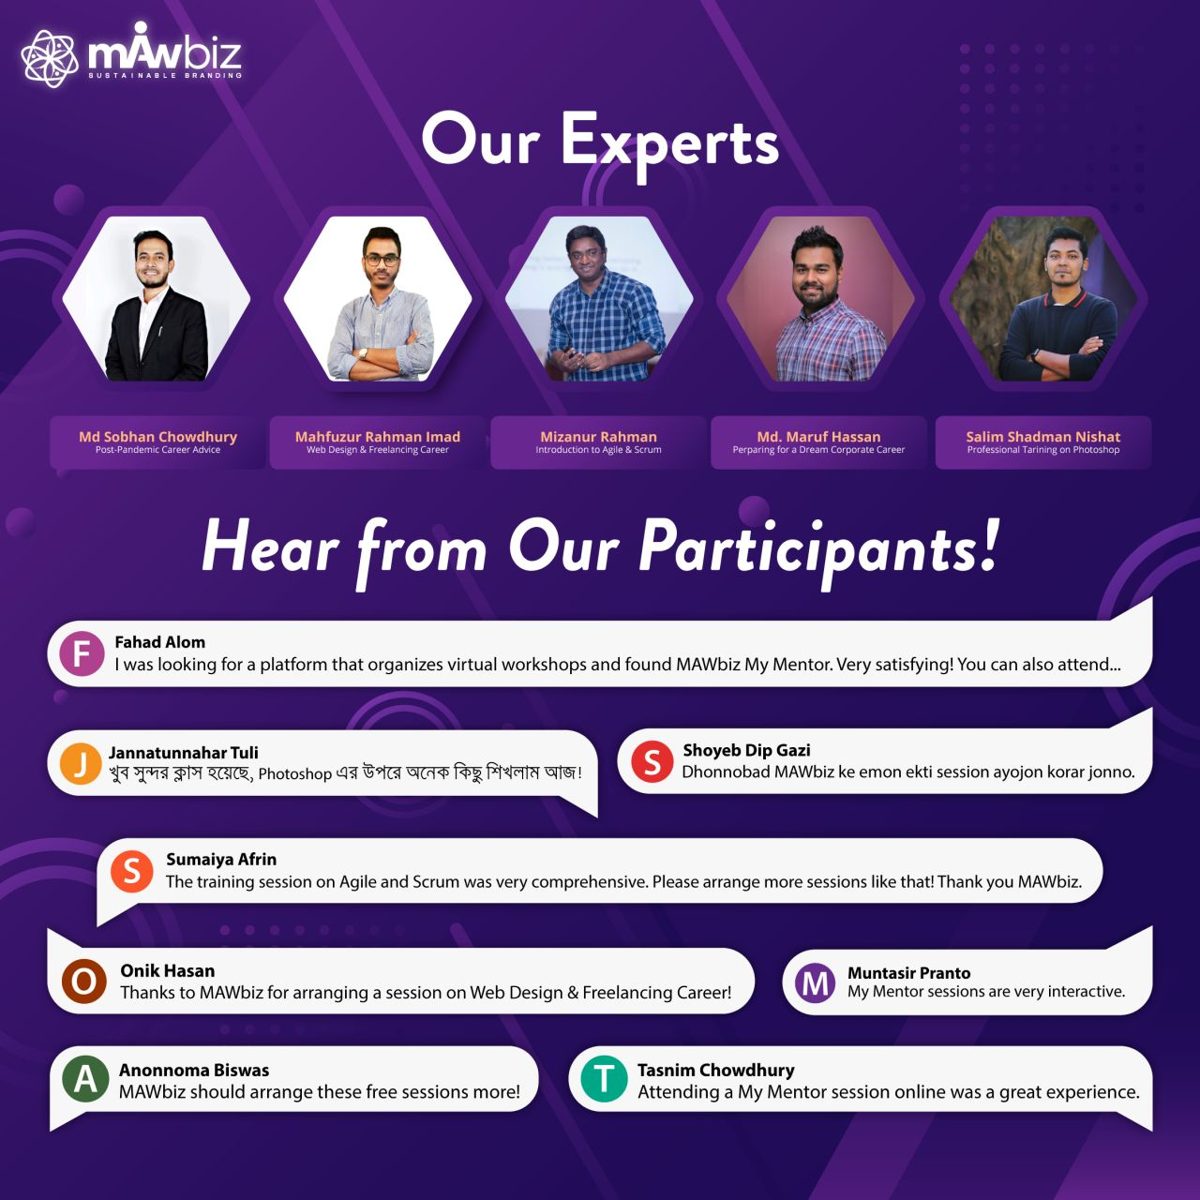 mAwbiz
SUSTAINABLE BRANDING
Our Experts
Md Sobhan Chowdhury
Post-Pandemic Career Advice
Mahfuzur Rahman Imad
Web Design & Freelancing Career
Mizanur Rahman
Introduction to Agile & Scrum
Md. Maruf Hassan
Perparing for a Dream Corporate Career
Salim Shadman Nishat
Professional Tarining on Photoshop
Hear from Our Participants!
F
Fahad Alom
I was looking for a platform that organizes virtual workshops and found MAWbiz My Mentor. Very satisfying! You can also attend...
J
Jannatunnahar Tuli
খুব সুন্দর ক্লাস হয়েছে, Photoshop এর উপরে অনেক কিছু শিখলাম আজ!
S
Shoyeb Dip Gazi
Dhonnobad MAWbiz ke emon ekti session ayojon korar jonno.
S
Sumaiya Afrin
The training session on Agile and Scrum was very comprehensive. Please arrange more sessions like that! Thank you MAWbiz.
O
Onik Hasan
Thanks to MAWbiz for arranging a session on Web Design & Freelancing Career!
M
Muntasir Pranto
My Mentor sessions are very interactive.
A
Anonnoma Biswas
MAWbiz should arrange these free sessions more!
T
Tasnim Chowdhury
Attending a My Mentor session online was a great experience.